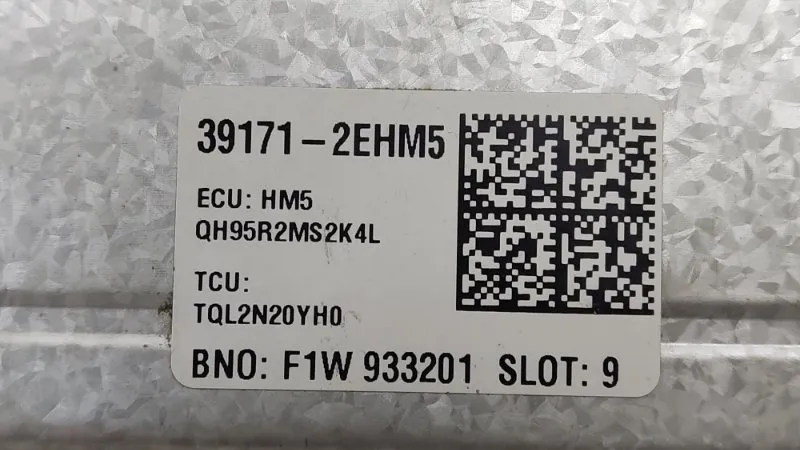 39171-2EHM5
ECU: HM5
QH95R2MS2K4L
TCU:
TQL2N20YH0
BNO: F1W 933201 SLOT: 9